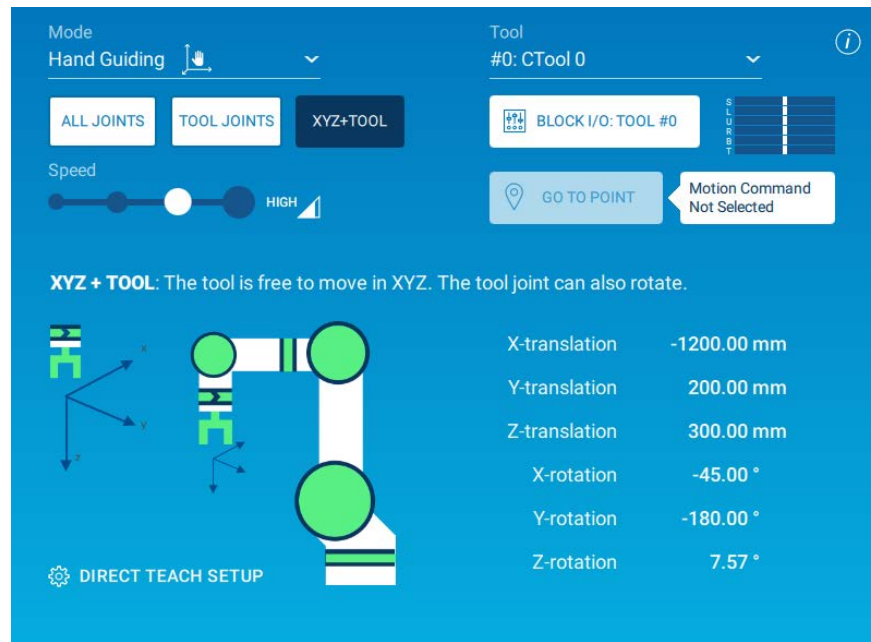 Mode
Hand Guiding
Tool
#0: CTool 0
i
ALL JOINTS
TOOL JOINTS
XYZ+TOOL
BLOCK I/O: TOOL #0
S
L
U
R
B
T
Speed
HIGH
GO TO POINT
Motion Command
Not Selected
XYZ + TOOL: The tool is free to move in XYZ. The tool joint can also rotate.
x
y
z
X-translation -1200.00 mm
Y-translation 200.00 mm
Z-translation 300.00 mm
X-rotation -45.00 °
Y-rotation -180.00 °
Z-rotation 7.57 °
DIRECT TEACH SETUP